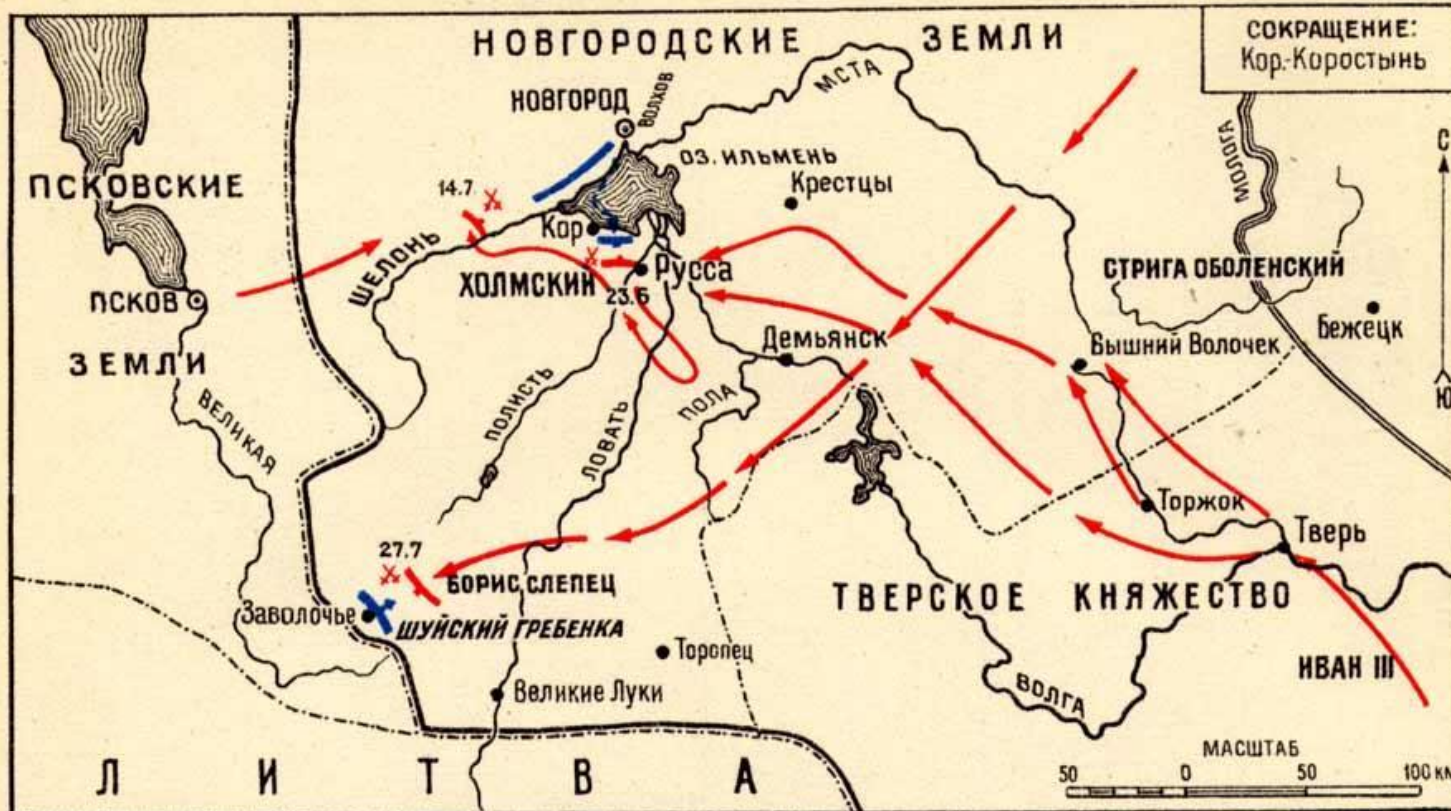 НОВГОРОДСКИЕ ЗЕМЛИ
СОКРАЩЕНИЕ:
Кор.-Коростынь
МСТА
НОВГОРОД
ВОЛХОВ
ОЗ. ИЛЬМЕНЬ
Крестцы
МОЛОГА
С
ПСКОВСКИЕ
14.7
Кор
ШЕЛОНЬ
ХОЛМСКИЙ
Русса
23.6
СТРИГА ОБОЛЕНСКИЙ
ПСКОВ
Бежецк
Демьянск
Вышний Волочек
ЗЕМЛИ
Ю
ВЕЛИКАЯ
ПОЛИСТЬ
ЛОВАТЬ
ПОЛА
Торжок
Тверь
27.7
БОРИС СЛЕПЕЦ
ТВЕРСКОЕ КНЯЖЕСТВО
Заволочье
ШУЙСКИЙ ГРЕБЕНКА
Торопец
ИВАН III
Великие Луки
ВОЛГА
ЛИТВА
МАСШТАБ
50 0 50 100 км